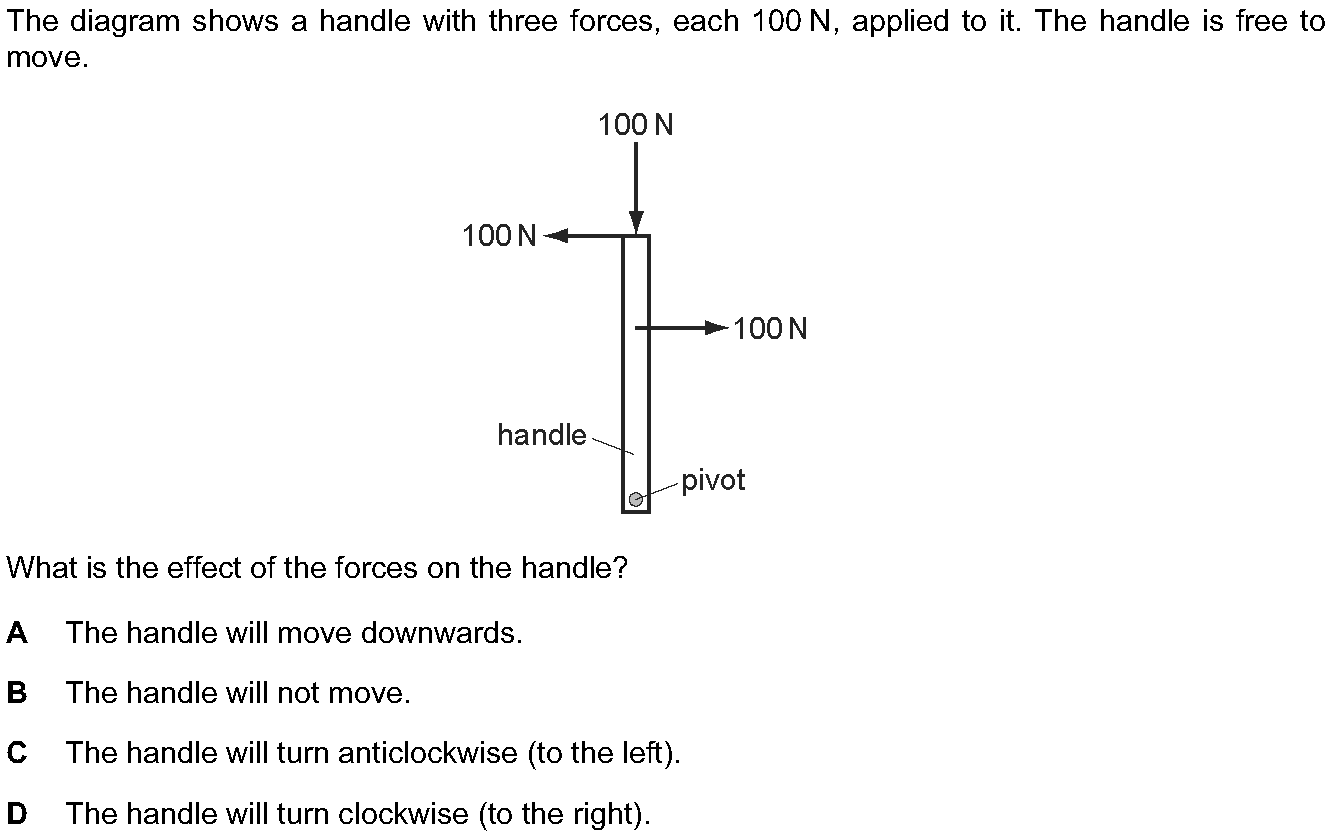 The diagram shows a handle with three forces, each 100 N, applied to it. The handle is free to
move.
100 N
100 N
100 N
handle
pivot
What is the effect of the forces on the handle?
A The handle will move downwards.
B The handle will not move.
C The handle will turn anticlockwise (to the left).
D The handle will turn clockwise (to the right).